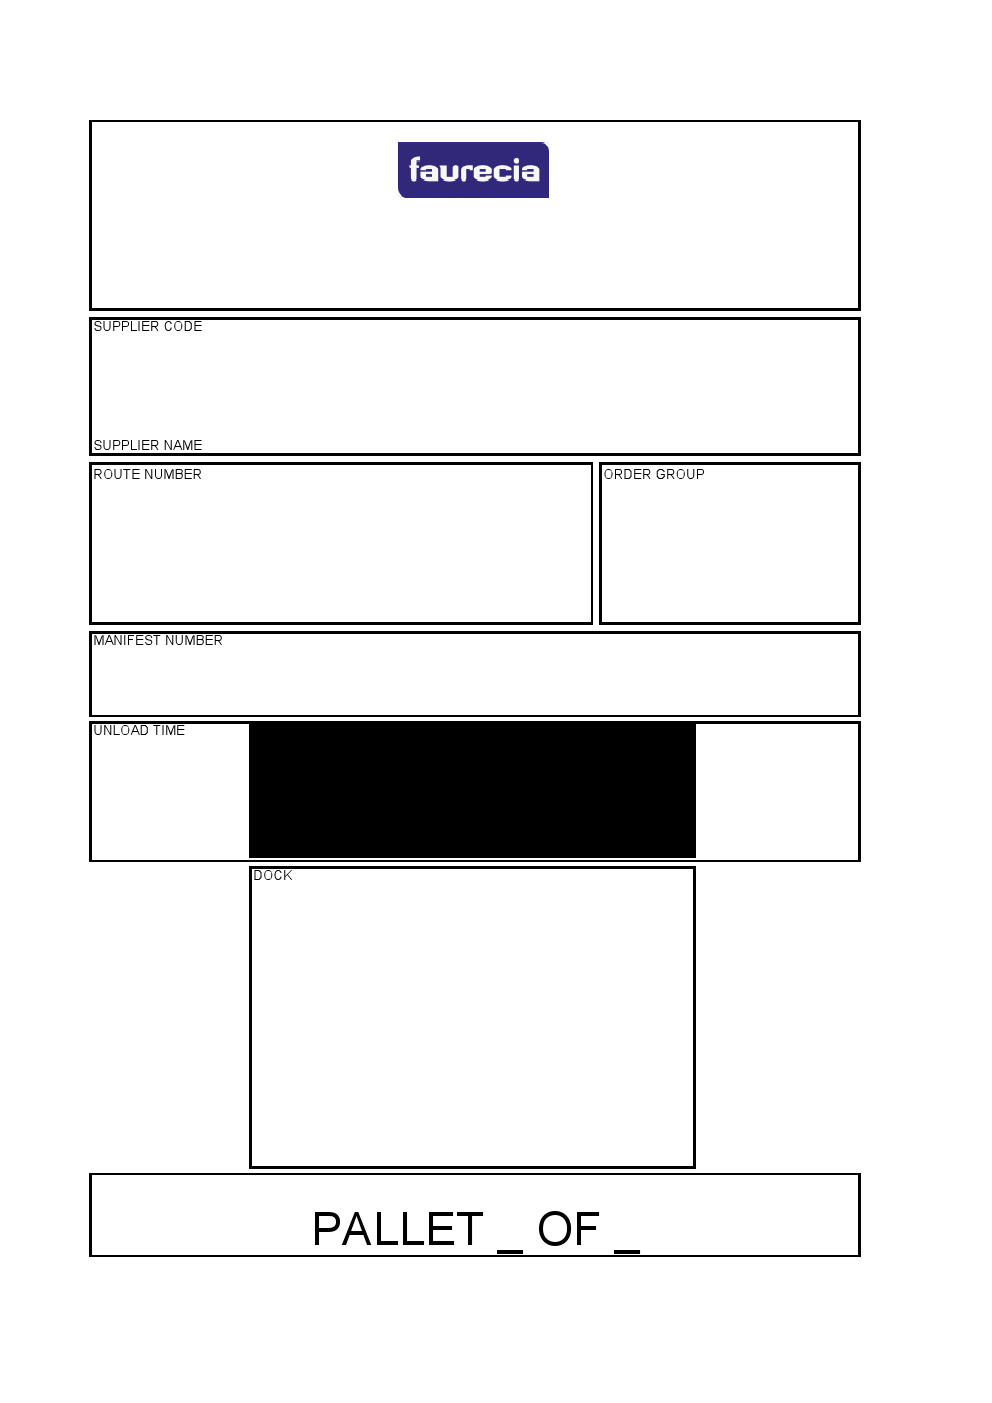 faurecia
SUPPLIER CODE
SUPPLIER NAME
ROUTE NUMBER
ORDER GROUP
MANIFEST NUMBER
UNLOAD TIME
DOCK
PALLET _ OF _